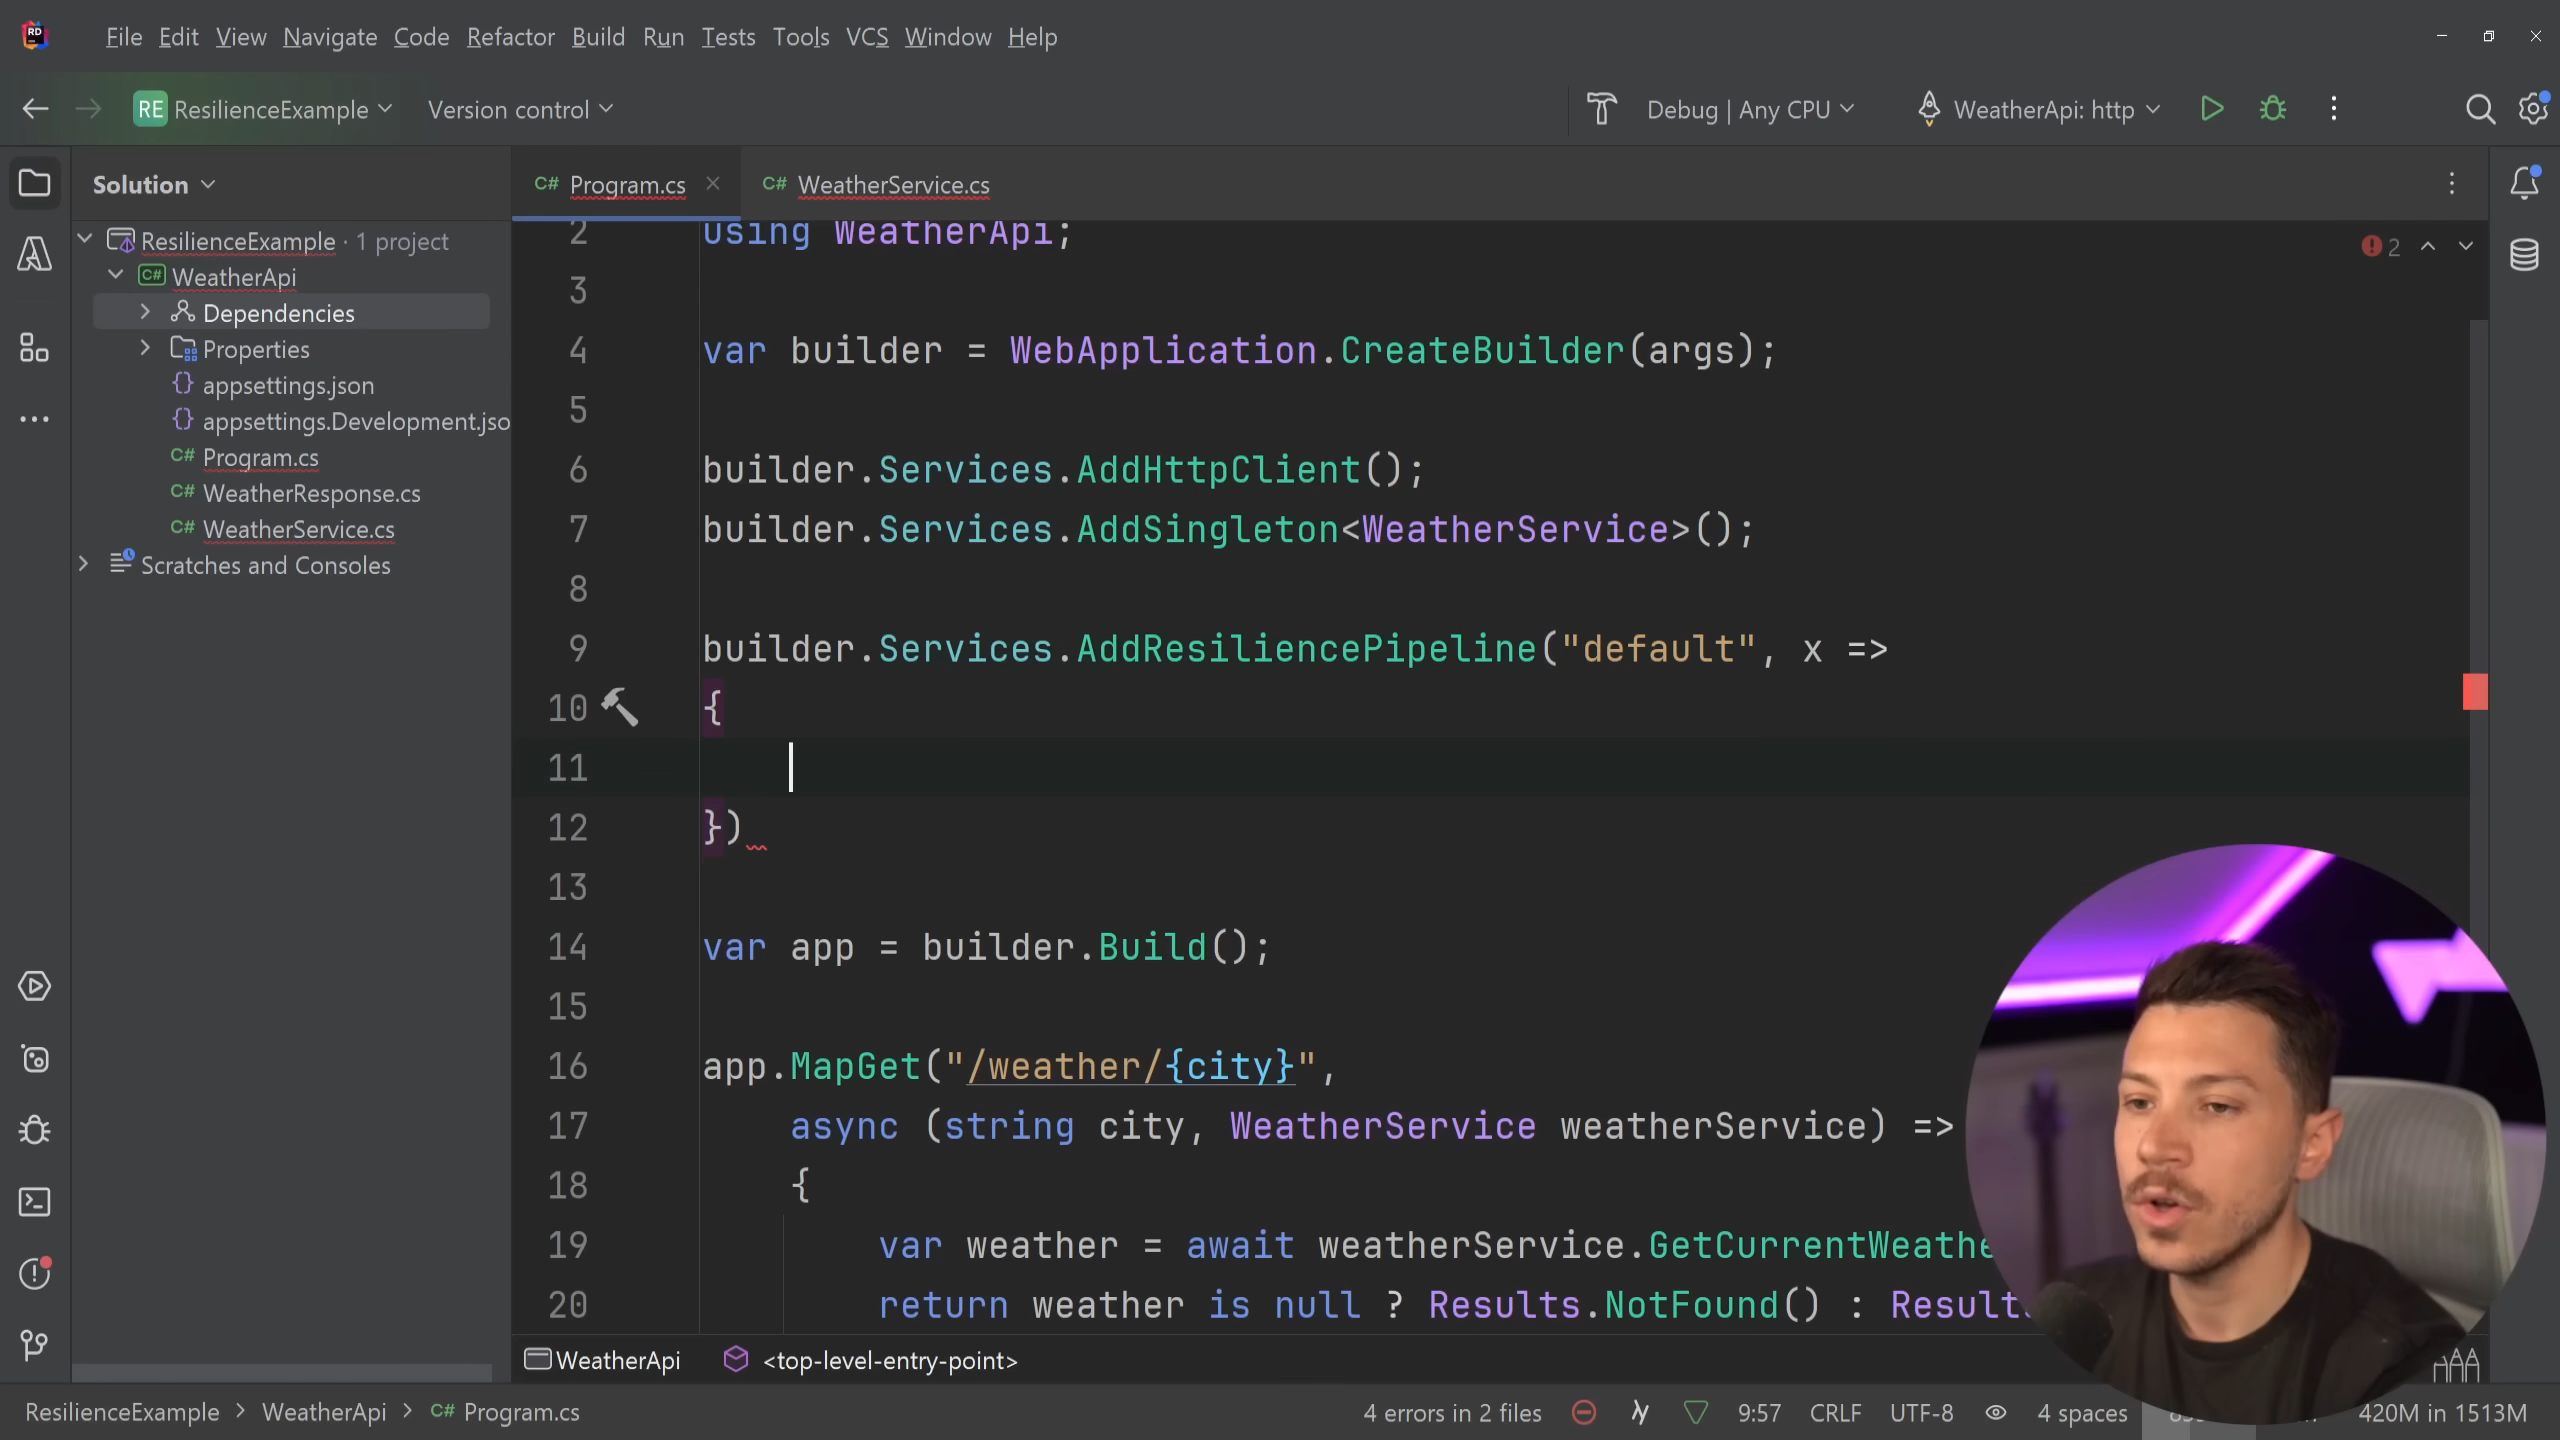 RD
File Edit View Navigate Code Refactor Build Run Tests Tools VCS Window Help
RE ResilienceExample Version control Debug | Any CPU WeatherApi: http
Solution
C# Program.cs C# WeatherService.cs
ResilienceExample · 1 project
C# WeatherApi
Dependencies
Properties
{} appsettings.json
{} appsettings.Development.jso
C# Program.cs
C# WeatherResponse.cs
C# WeatherService.cs
Scratches and Consoles
2
2 using WeatherApi;
3
4 var builder = WebApplication.CreateBuilder(args);
5
6 builder.Services.AddHttpClient();
7 builder.Services.AddSingleton<WeatherService>();
8
9 builder.Services.AddResiliencePipeline("default", x =>
10 {
11
12 })
13
14 var app = builder.Build();
15
16 app.MapGet("/weather/{city}",
17 async (string city, WeatherService weatherService) =>
18 {
19 var weather = await weatherService.GetCurrentWeathe
20 return weather is null ? Results.NotFound() : Result
WeatherApi <top-level-entry-point>
ResilienceExample > WeatherApi > C# Program.cs 4 errors in 2 files 9:57 CRLF UTF-8 4 spaces 420M in 1513M